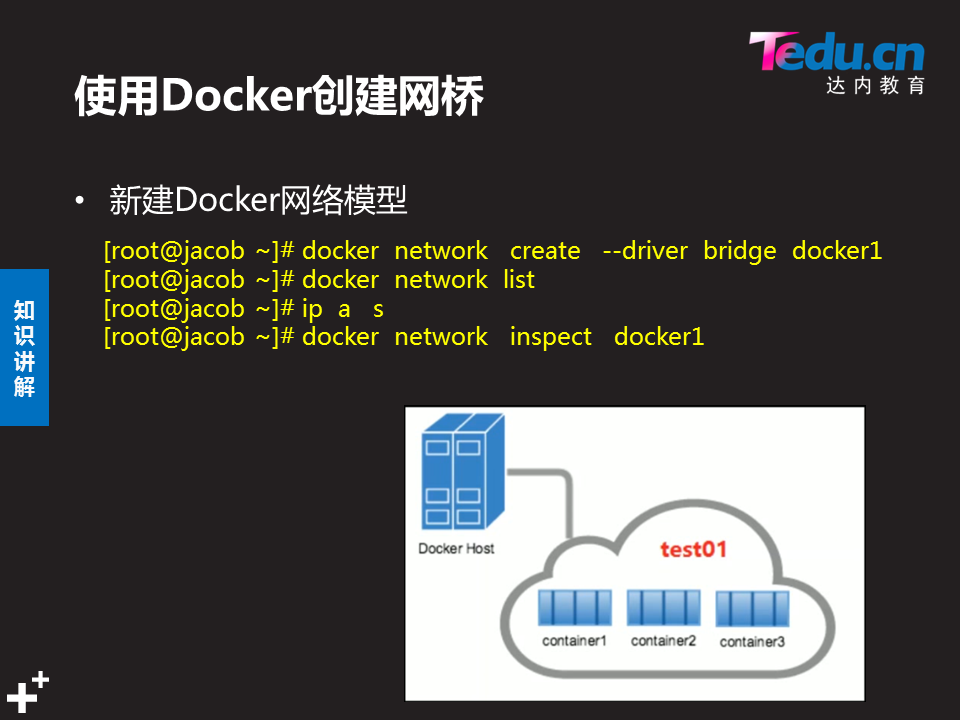 Tedu.cn
达内教育
使用Docker创建网桥
• 新建Docker网络模型
[root@jacob ~]# docker network create --driver bridge docker1
[root@jacob ~]# docker network list
[root@jacob ~]# ip a s
[root@jacob ~]# docker network inspect docker1
知
识
讲
解
Docker Host
test01
container1 container2 container3